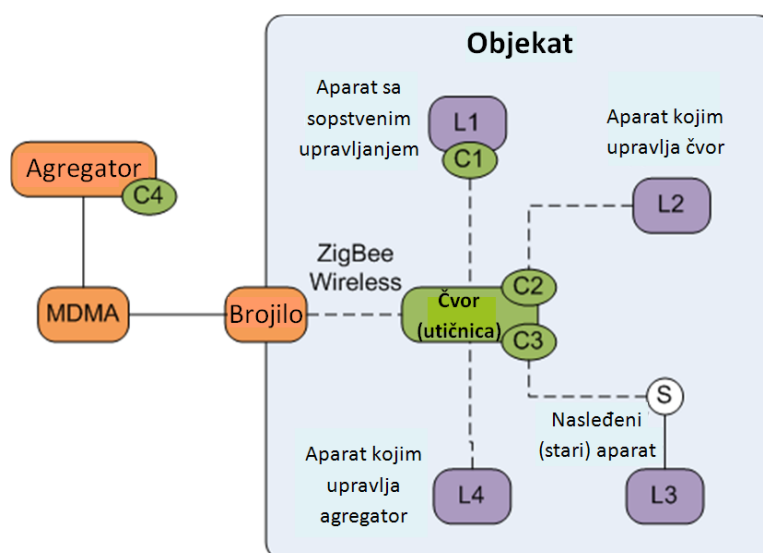 Objekat
Aparat sa
sopstvenim
upravljanjem
L1
C1
Aparat kojim
upravlja čvor
L2
Agregator
C4
ZigBee
Wireless
MDMA
Brojilo
Čvor
(utičnica)
C2
C3
S
Nasleđeni
(stari) aparat
L3
Aparat kojim
upravlja
agregator
L4